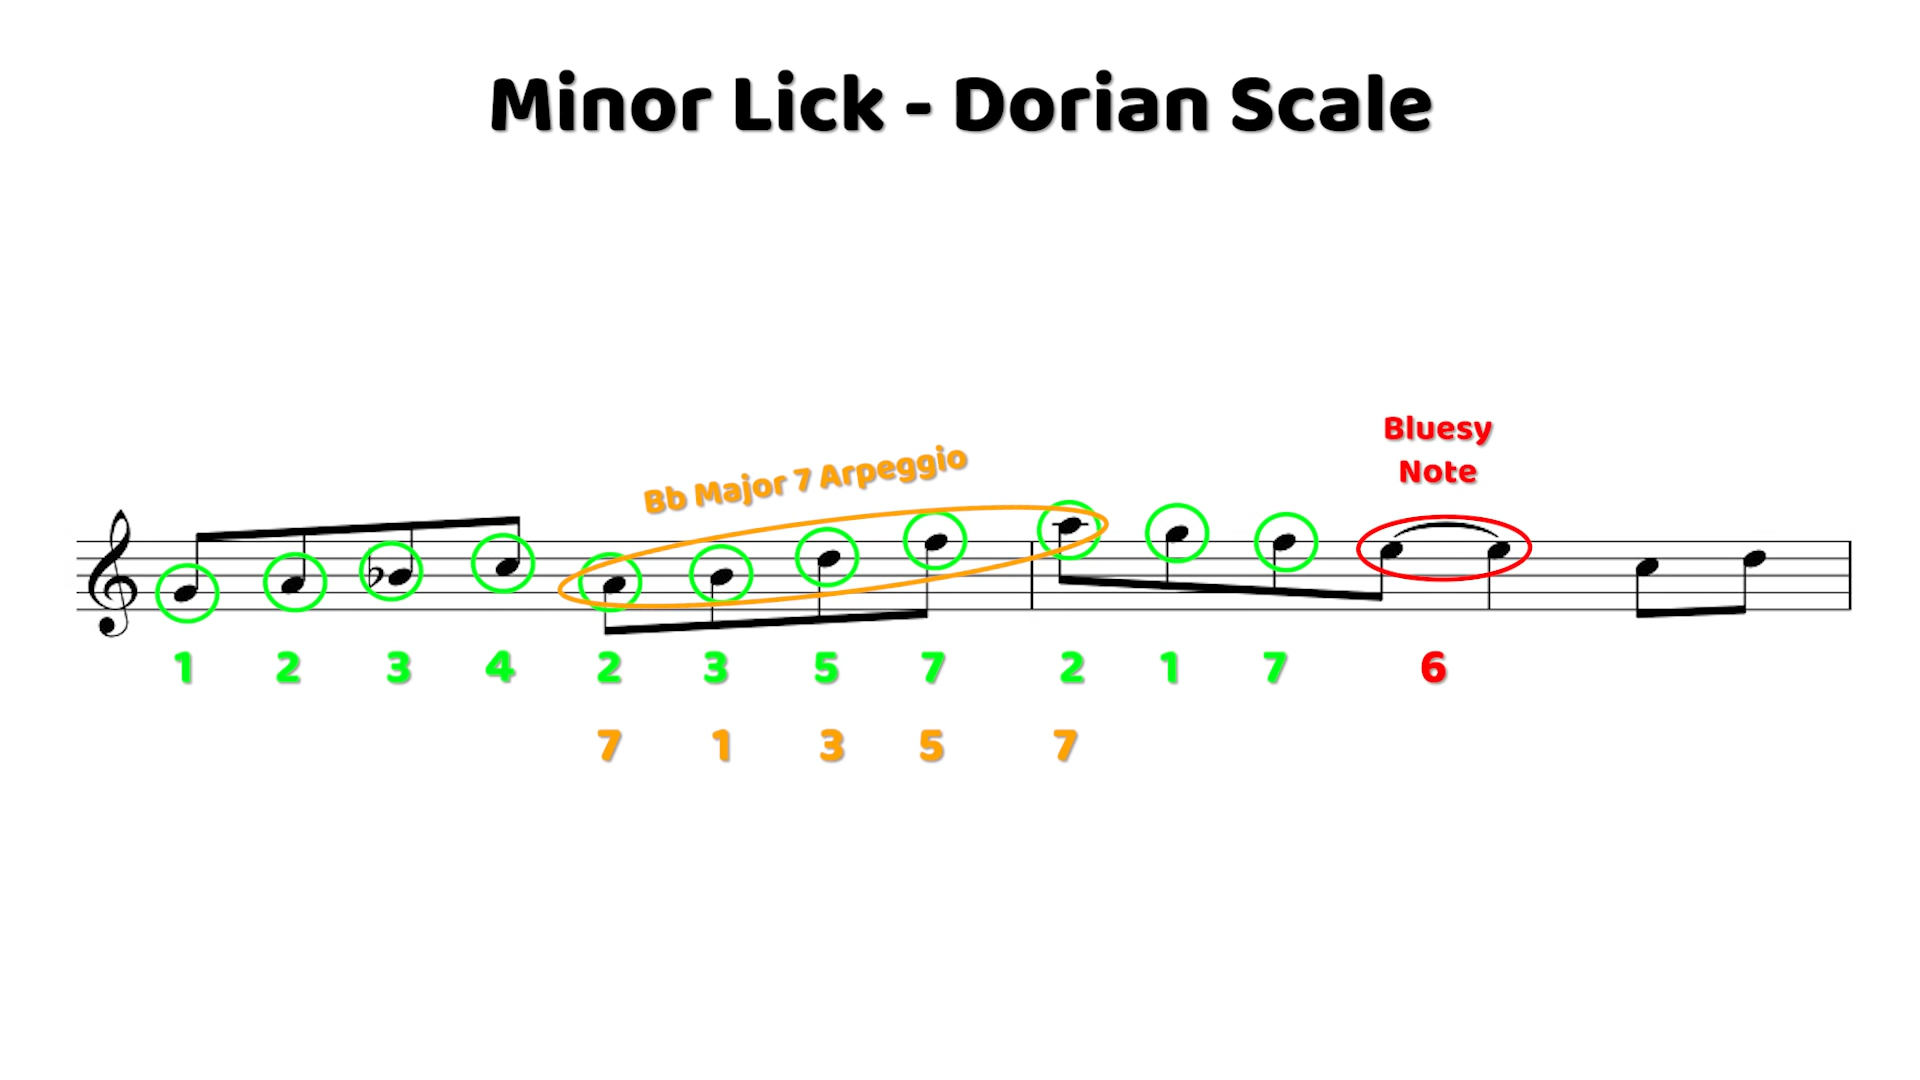 Minor Lick - Dorian Scale
Bluesy
Note
Bb Major 7 Arpeggio
1 2 3 4 2 3 5 7 2 1 7 6
7 1 3 5 7